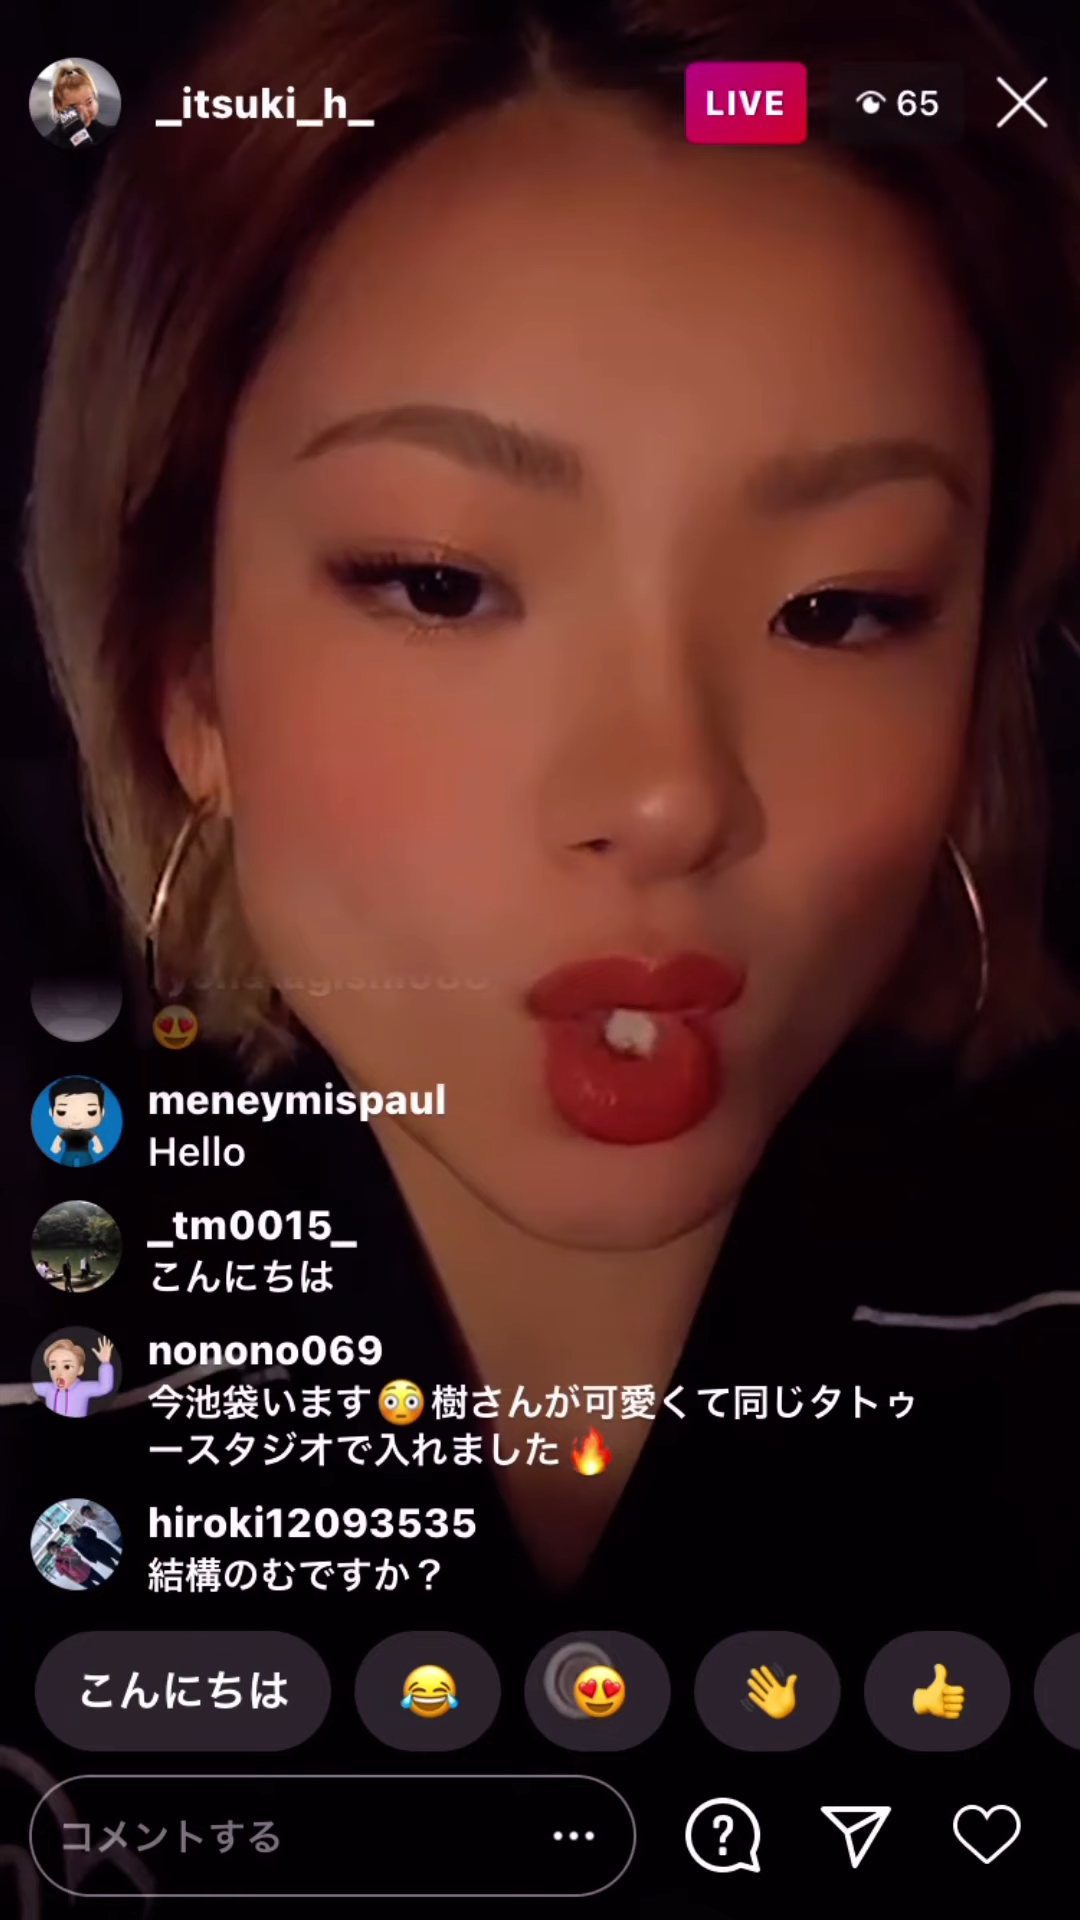 _itsuki_h_
LIVE
65
meneymispaul
Hello
_tm0015_
こんにちは
nonono069
今池袋います😳樹さんが可愛くて同じタトゥ
ースタジオで入れました🔥
hiroki12093535
結構のむですか？
こんにちは
コメントする